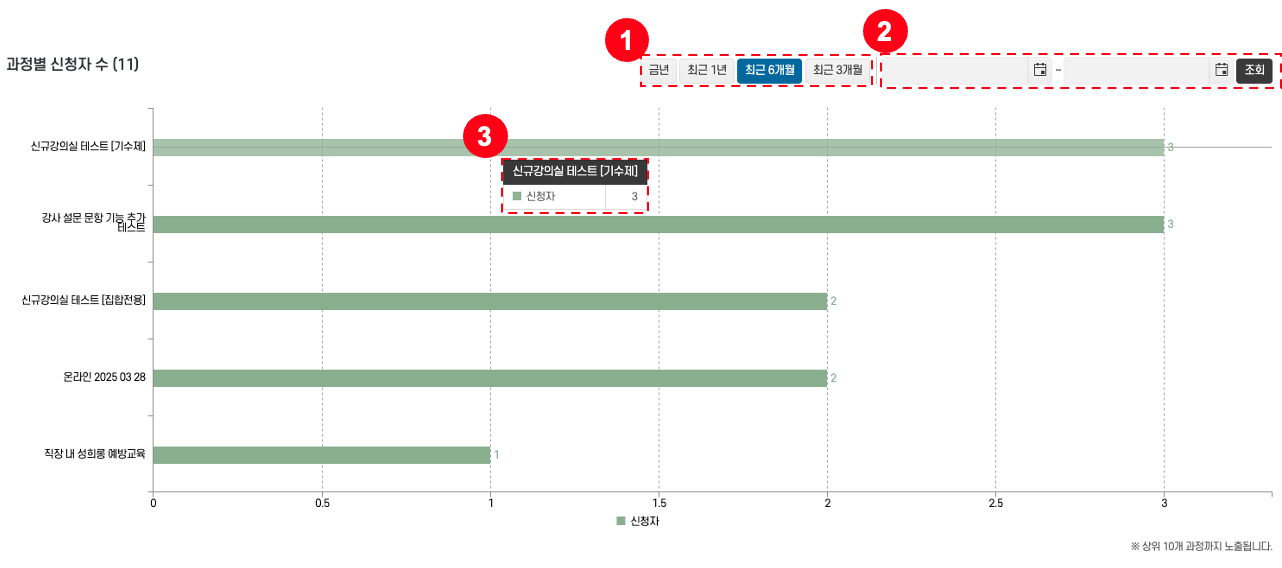 1
2
과정별 신청자 수 (11)
금년 최근 1년 최근 6개월 최근 3개월 ~ 조회
3
신규강의실 테스트 [기수제]
3
신규강의실 테스트 [기수제]
신청자 3
강사 설문 문항 기능 추가
테스트
3
신규강의실 테스트 [집합전용]
2
온라인 2025 03 28
2
직장 내 성희롱 예방교육
1
0 0.5 1 1.5 2 2.5 3
신청자
※ 상위 10개 과정까지 노출됩니다.